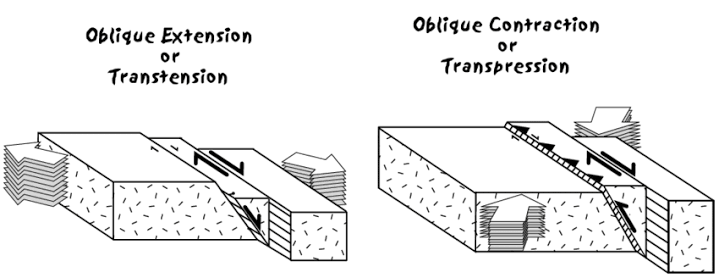 Oblique Extension
or
Transtension
Oblique Contraction
or
Transpression